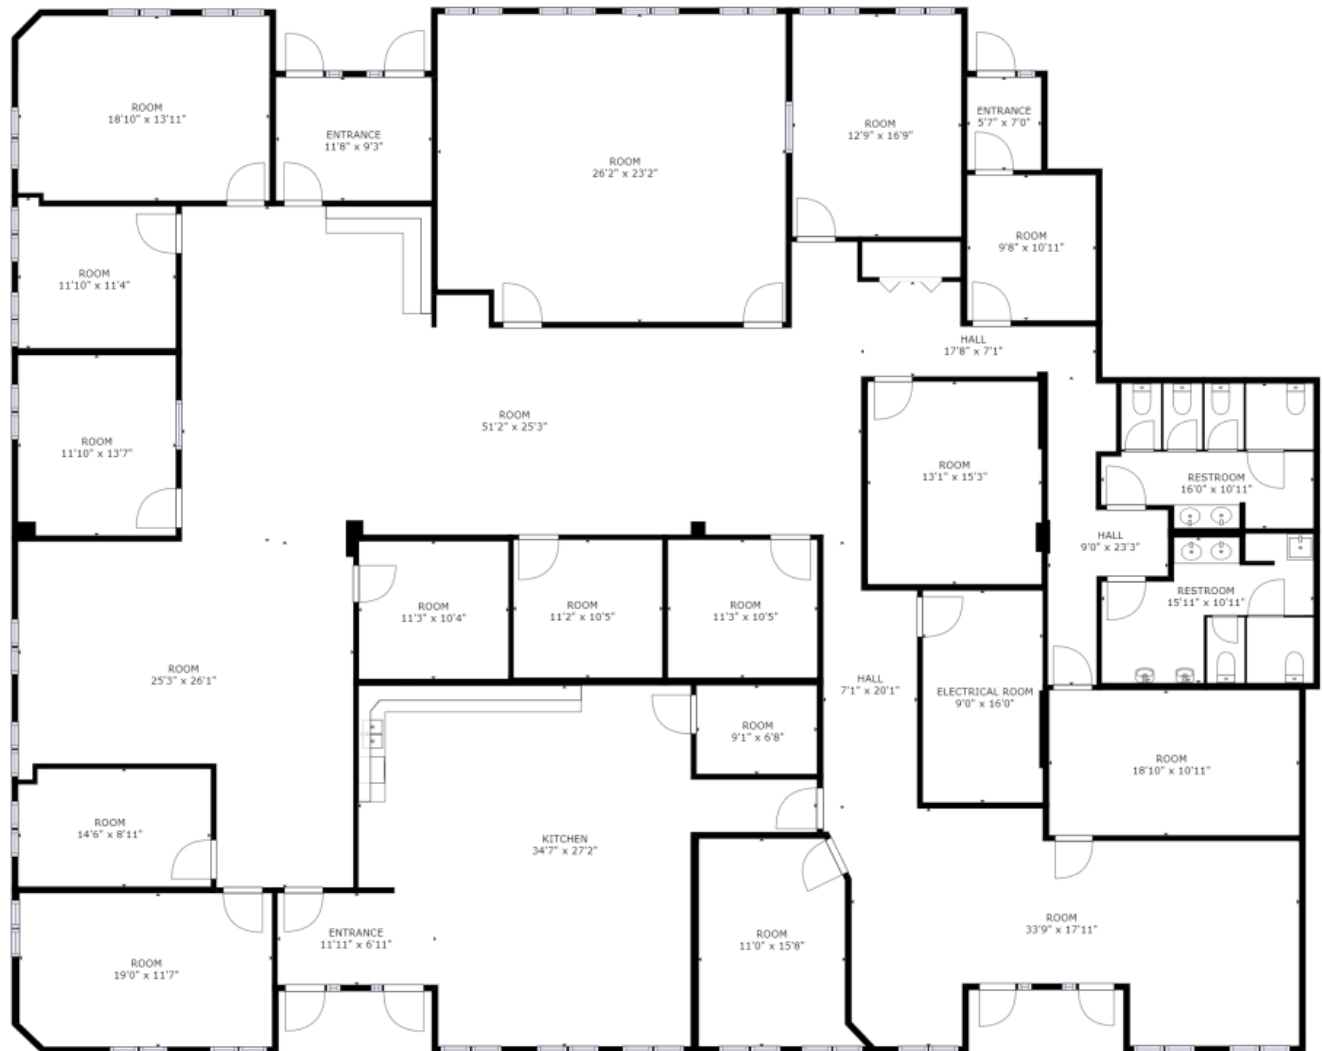 ROOM
18'10" x 13'11"
ENTRANCE
11'8" x 9'3"
ROOM
26'2" x 23'2"
ROOM
12'9" x 16'9"
ENTRANCE
5'7" x 7'0"
ROOM
9'8" x 10'11"
ROOM
11'10" x 11'4"
HALL
17'8" x 7'1"
ROOM
11'10" x 13'7"
ROOM
51'2" x 25'3"
ROOM
13'1" x 15'3"
RESTROOM
16'0" x 10'11"
HALL
9'0" x 23'3"
RESTROOM
15'11" x 10'11"
ROOM
11'3" x 10'4"
ROOM
11'2" x 10'5"
ROOM
11'3" x 10'5"
ROOM
25'3" x 26'1"
HALL
7'1" x 20'1"
ELECTRICAL ROOM
9'0" x 16'0"
ROOM
9'1" x 6'8"
ROOM
18'10" x 10'11"
ROOM
14'6" x 8'11"
KITCHEN
34'7" x 27'2"
ROOM
33'9" x 17'11"
ENTRANCE
11'11" x 6'11"
ROOM
11'0" x 15'8"
ROOM
19'0" x 11'7"